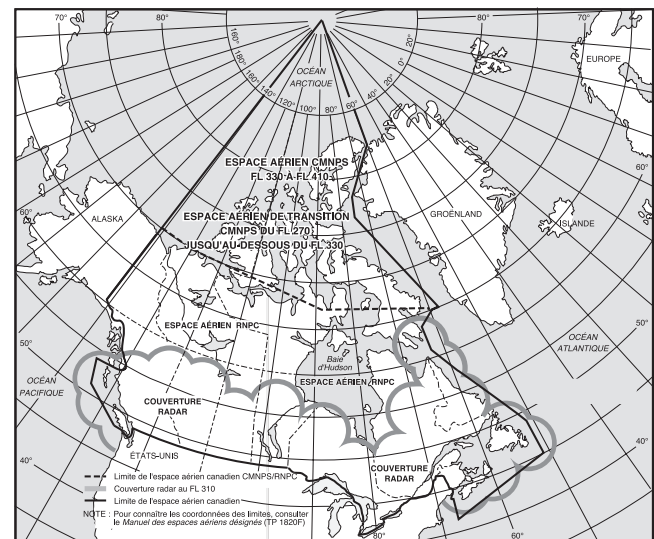 70°
80°
80°
70°
160°
180°
160°
140°
120°
100°
80°
60°
40°
20°
0°
20°
OCÉAN
ARCTIQUE
EUROPE
60°
ESPACE AÉRIEN CMNPS
FL 330 À FL 410
ESPACE AÉRIEN DE TRANSITION
CMNPS DU FL 270
JUSQU'AU DESSOUS DU FL 330
ALASKA
GROËNLAND
ISLANDE
60°
50°
ESPACE AÉRIEN RNPC
OCÉAN
ATLANTIQUE
50°
Baie
d'Hudson
ESPACE AÉRIEN RNPC
OCÉAN
PACIFIQUE
COUVERTURE
RADAR
40°
ÉTATS-UNIS
COUVERTURE
RADAR
40°
Limite de l'espace aérien canadien CMNPS/RNPC
Couverture radar au FL 310
Limite de l'espace aérien canadien
NOTE : Pour connaître les coordonnées des limites, consulter
le Manuel des espaces aériens désignés (TP 1820F)
80°
60°